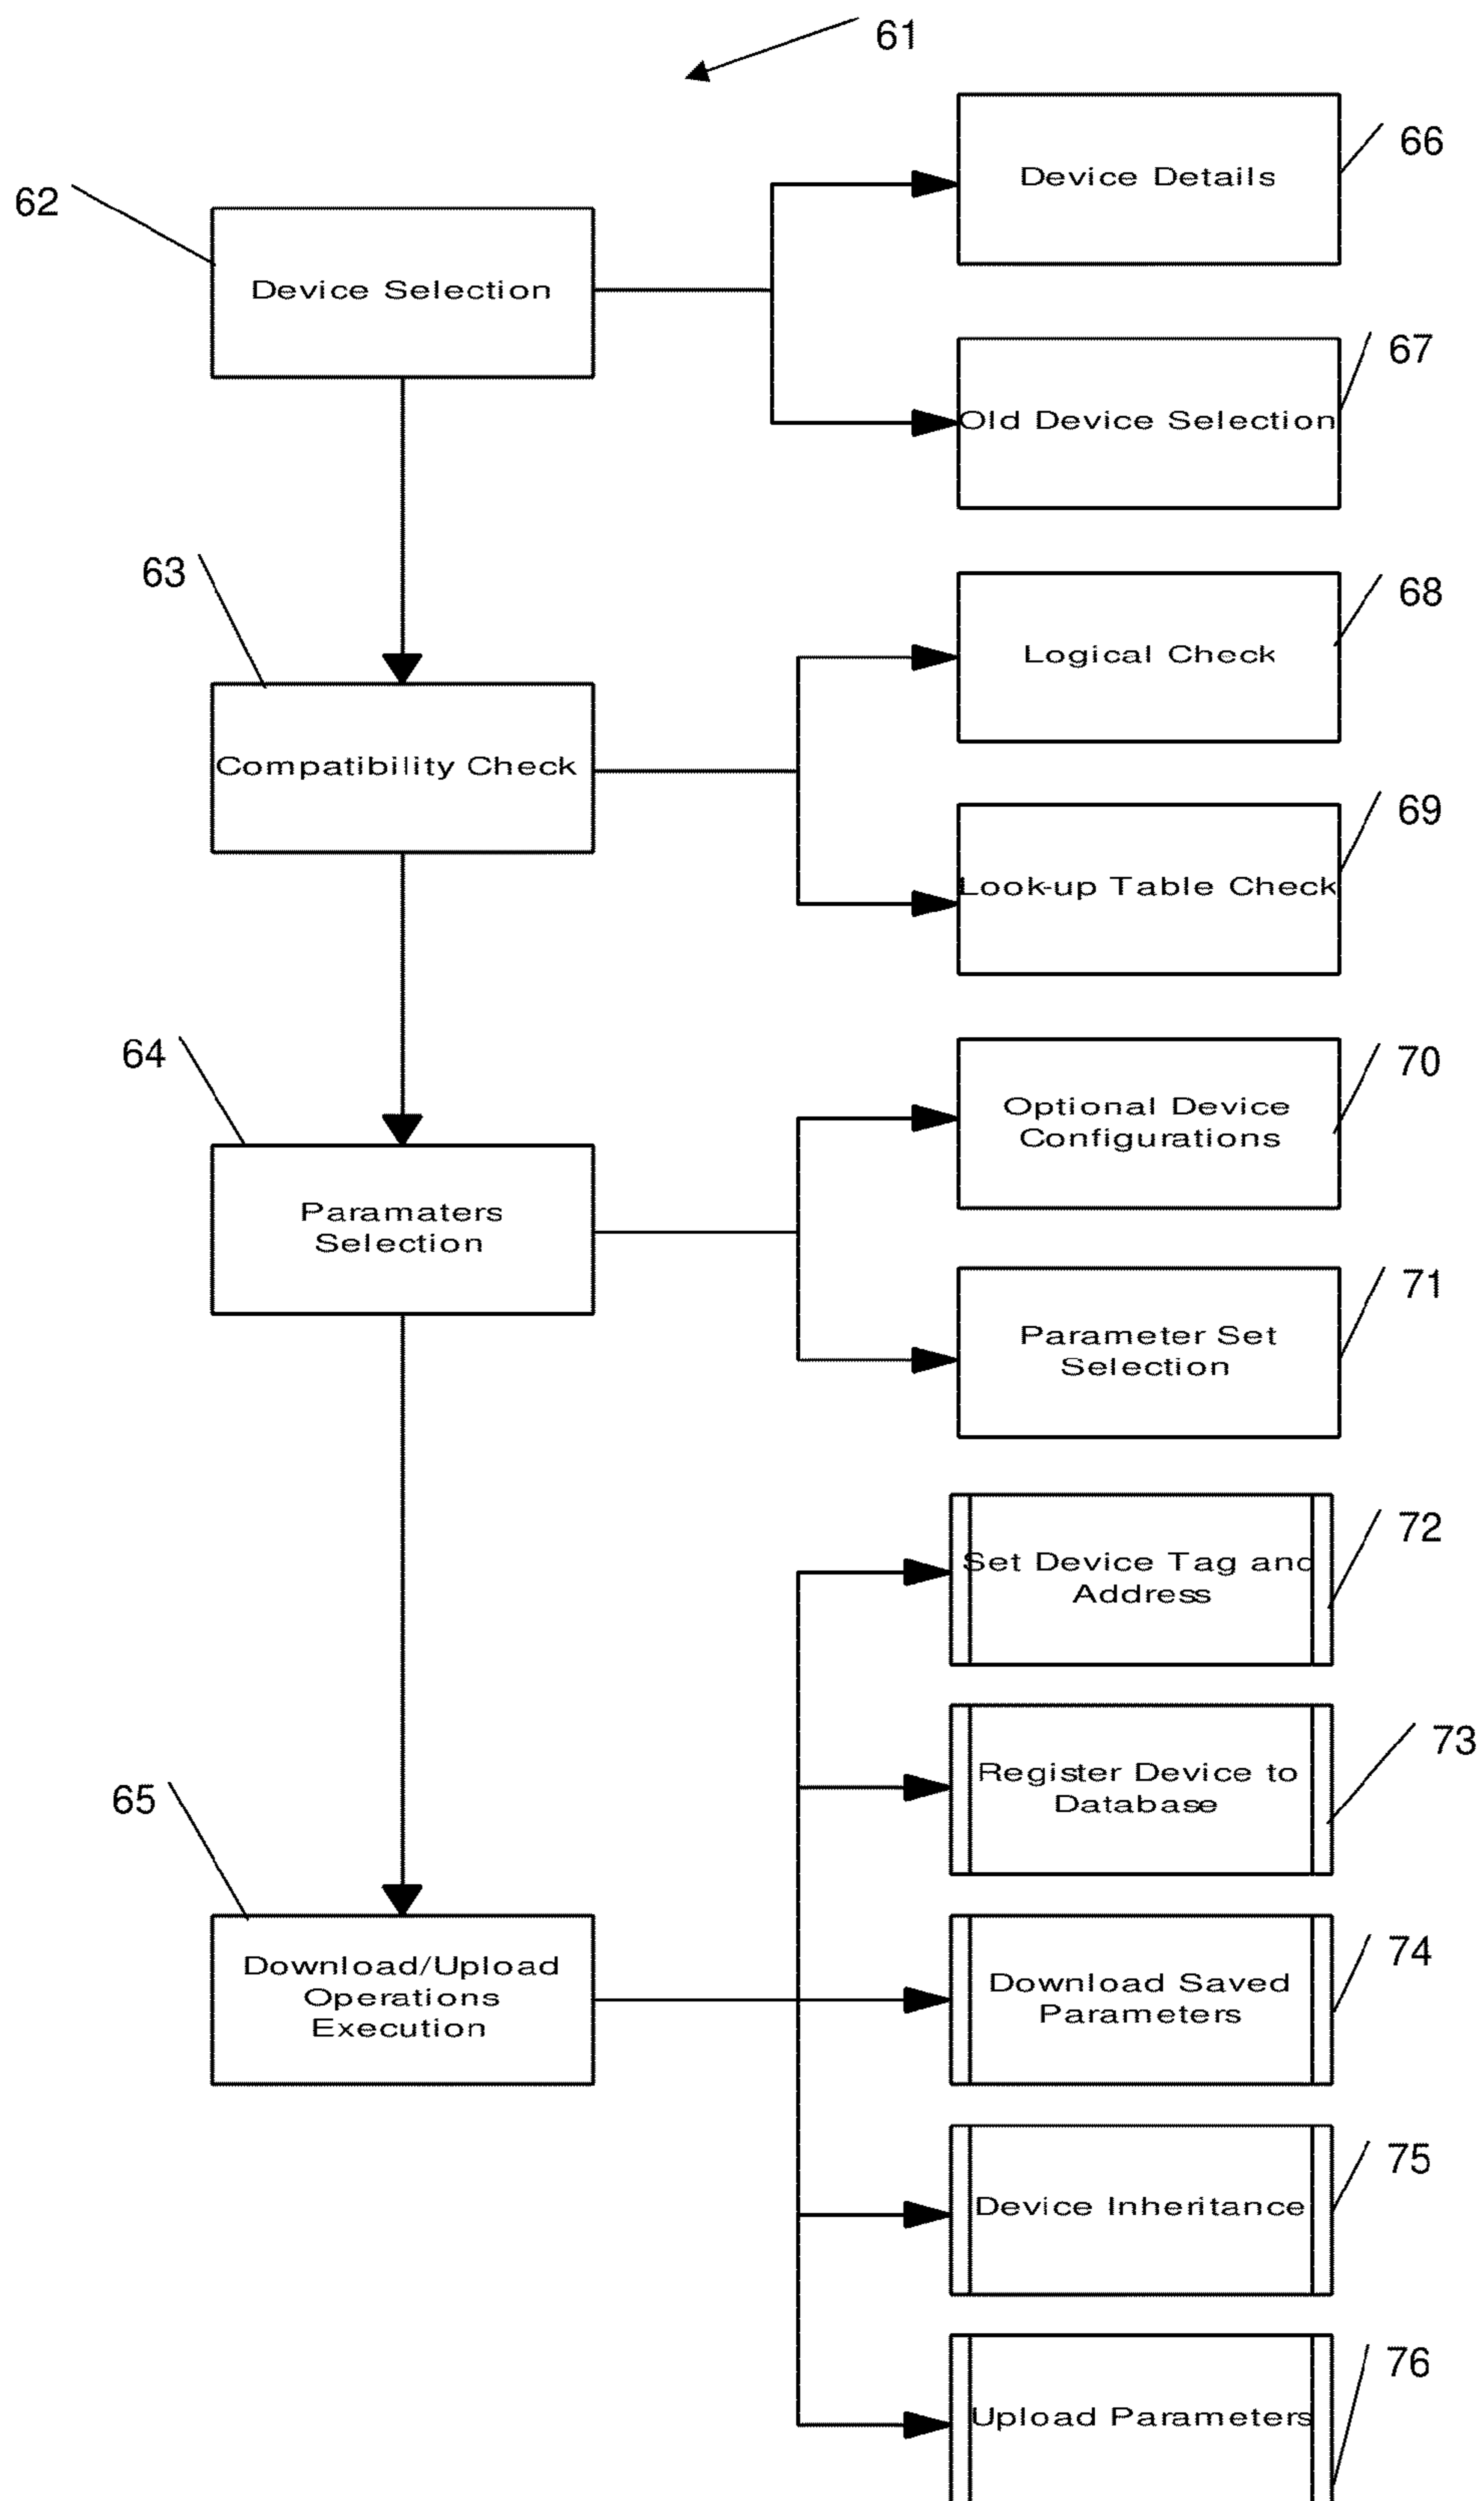 61
66
Device Details
62
Device Selection
67
Old Device Selection
63
68
Logical Check
Compatibility Check
69
Look-up Table Check
64
70
Optional Device
Configurations
Paramaters
Selection
71
Parameter Set
Selection
72
Set Device Tag and
Address
73
Register Device to
Database
65
74
Download/Upload
Operations
Execution
Download Saved
Parameters
75
Device Inheritance
76
Upload Parameters